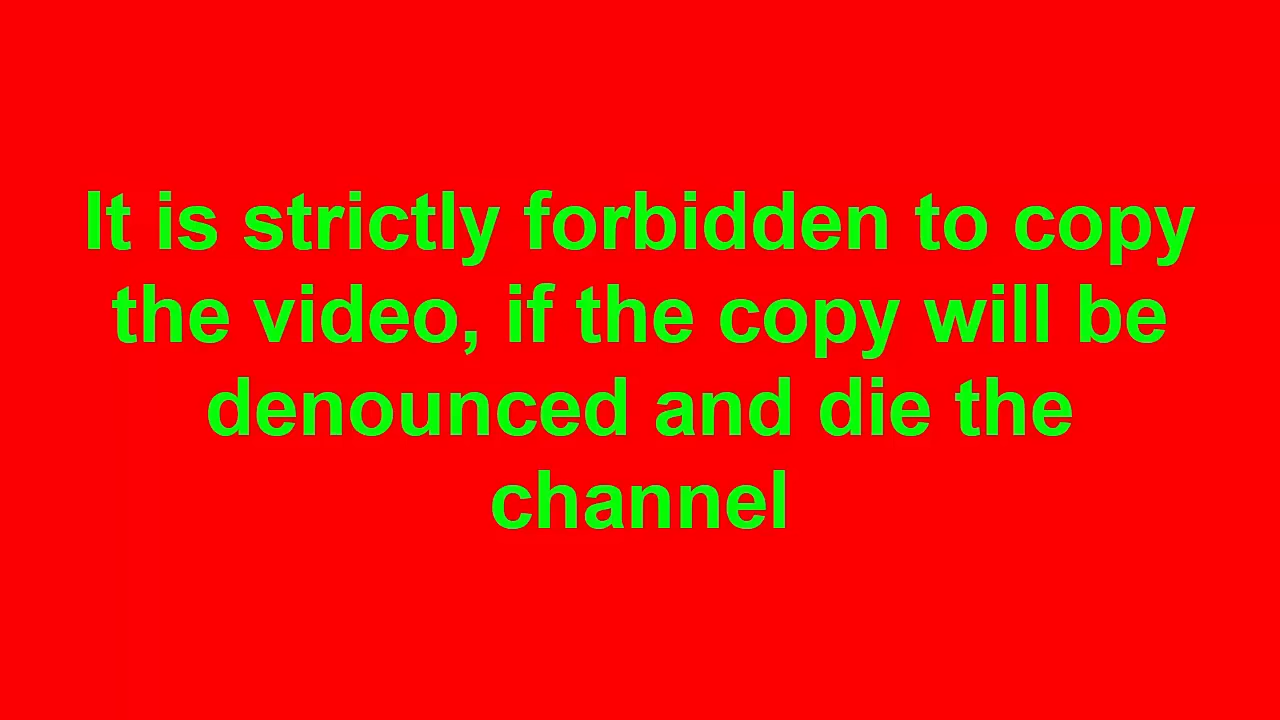 It is strictly forbidden to copy
the video, if the copy will be
denounced and die the
channel